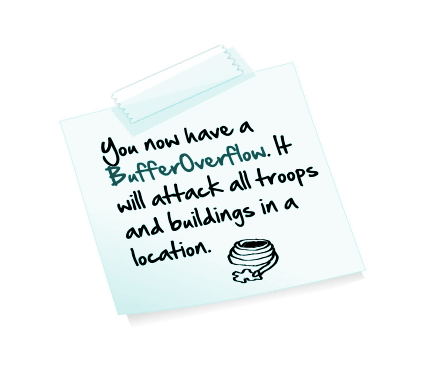 You now have a
BufferOverflow. It
will attack all troops
and buildings in a
location.